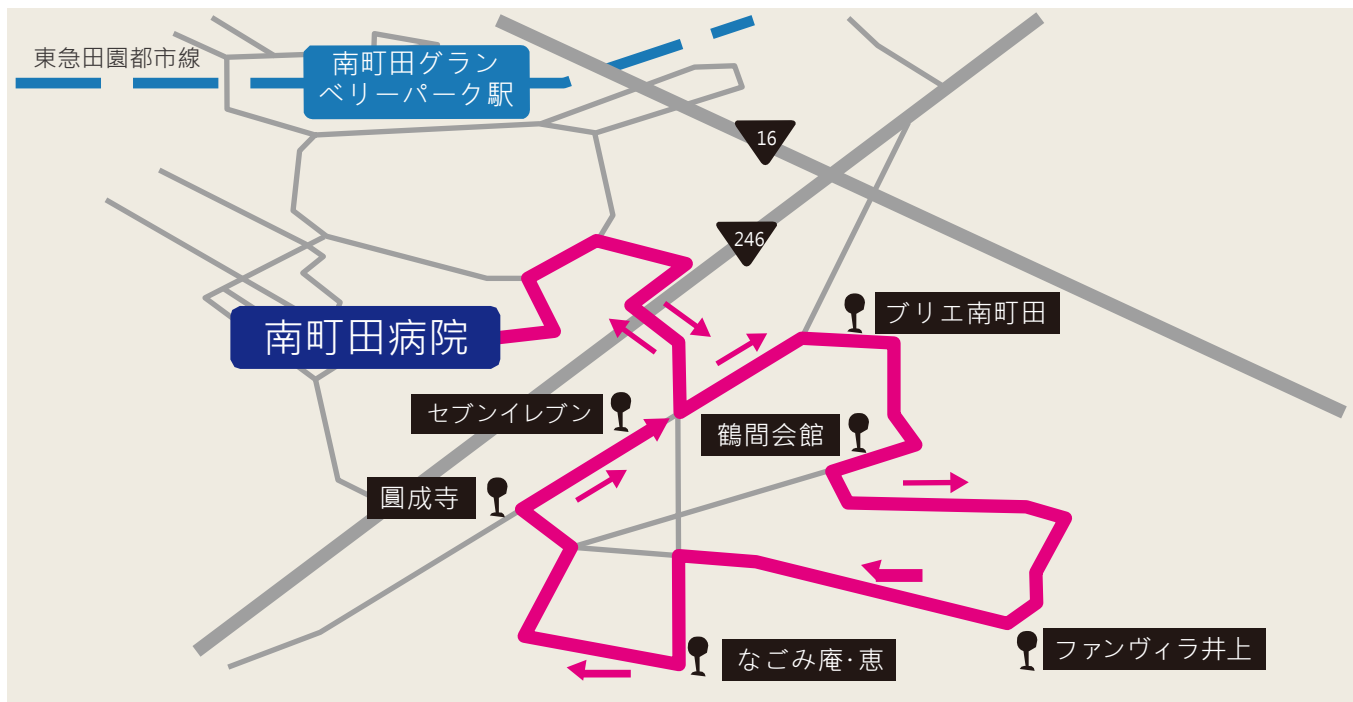 東急田園都市線
南町田グラン
ベリーパーク駅
16
246
ブリエ南町田
南町田病院
セブンイレブン
鶴間会館
圓成寺
なごみ庵・恵
ファンヴィラ井上